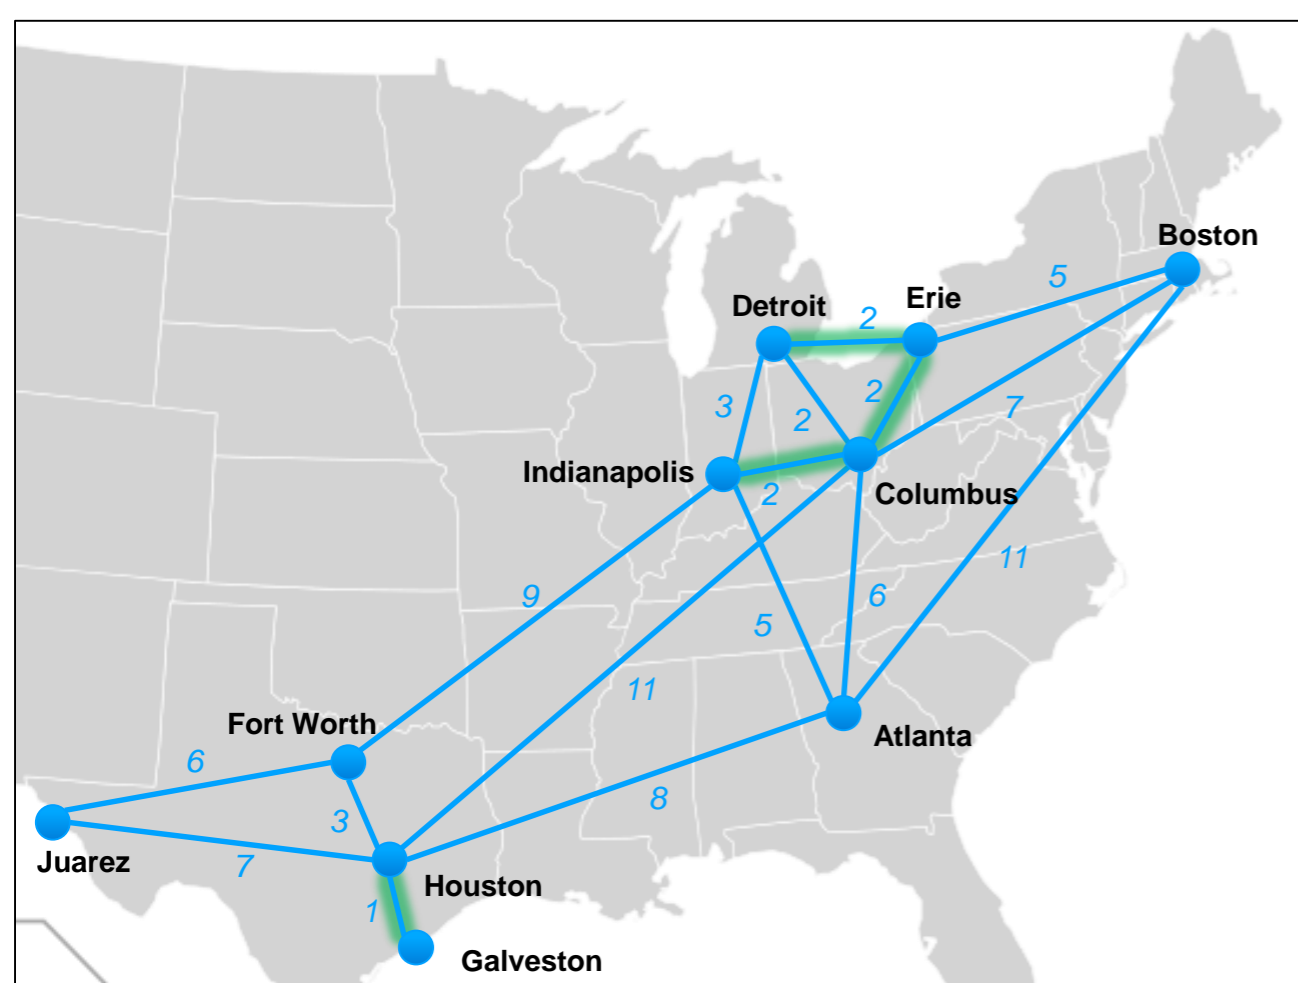 Boston
5
Erie
Detroit
2
2
3
2
7
Indianapolis
2
Columbus
11
9
6
5
11
Fort Worth
Atlanta
6
8
3
Juarez
7
Houston
1
Galveston